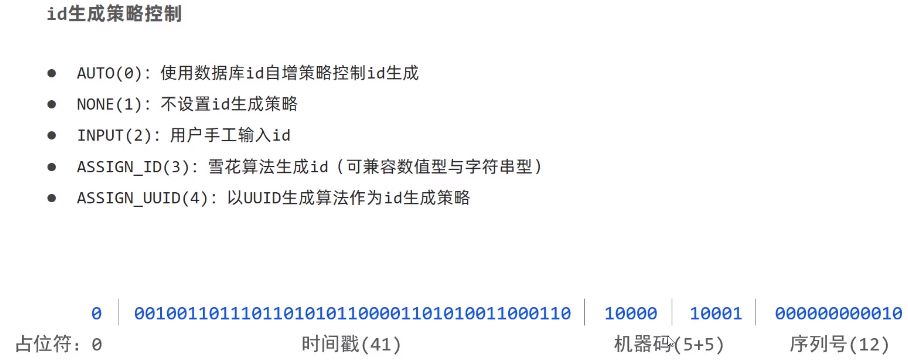 id生成策略控制
● AUTO(0): 使用数据库id自增策略控制id生成
● NONE(1): 不设置id生成策略
● INPUT(2): 用户手工输入id
● ASSIGN_ID(3): 雪花算法生成id（可兼容数值型与字符串型）
● ASSIGN_UUID(4): 以UUID生成算法作为id生成策略
0 00100110111011010101100001101010011000110 10000 10001 000000000010
占位符: 0 时间戳(41) 机器码(5+5) 序列号(12)